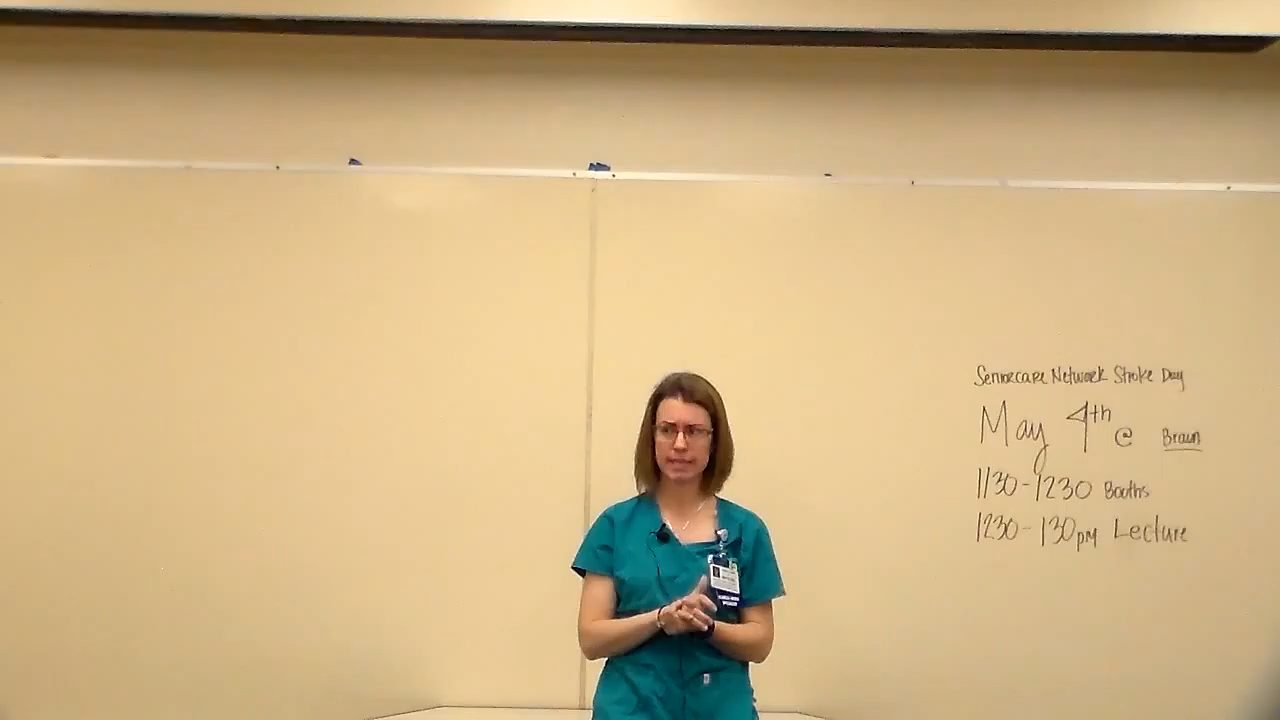 Seniorcare Network Stroke Day
May 4th @ Braun
1130-1230 Booths
1230-130pm Lecture